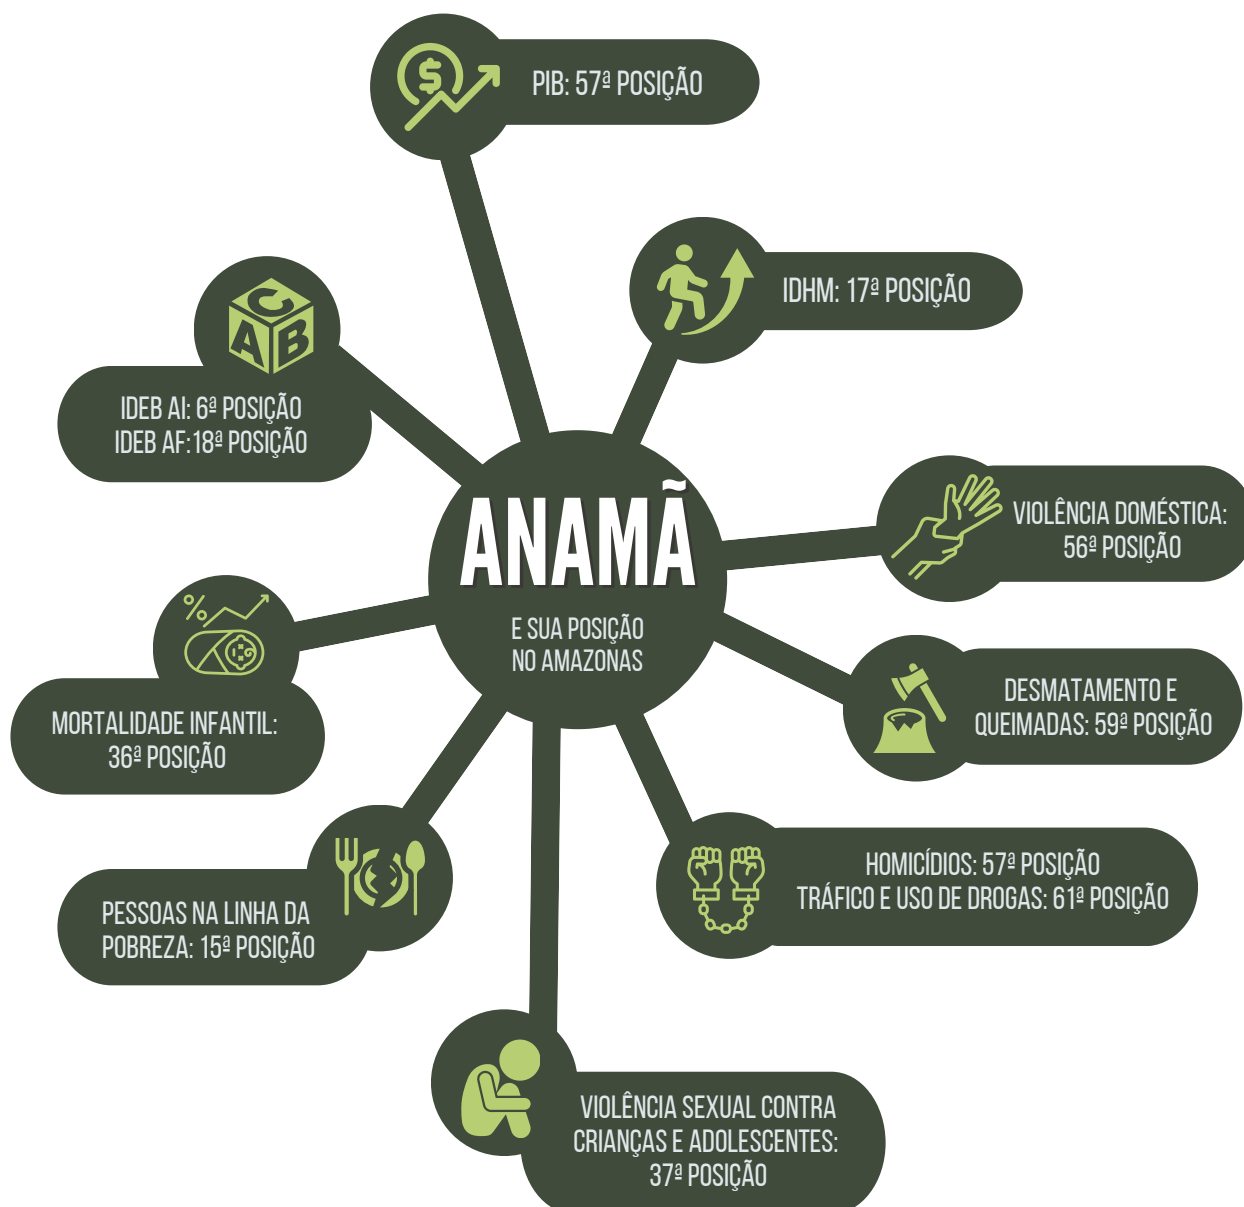 PIB: 57ª POSIÇÃO
IDHM: 17ª POSIÇÃO
C
A B
IDEB AI: 6ª POSIÇÃO
IDEB AF:18ª POSIÇÃO
ANAMÃ
E SUA POSIÇÃO
NO AMAZONAS
VIOLÊNCIA DOMÉSTICA:
56ª POSIÇÃO
%
MORTALIDADE INFANTIL:
36ª POSIÇÃO
DESMATAMENTO E
QUEIMADAS: 59ª POSIÇÃO
HOMICÍDIOS: 57ª POSIÇÃO
TRÁFICO E USO DE DROGAS: 61ª POSIÇÃO
PESSOAS NA LINHA DA
POBREZA: 15ª POSIÇÃO
VIOLÊNCIA SEXUAL CONTRA
CRIANÇAS E ADOLESCENTES:
37ª POSIÇÃO